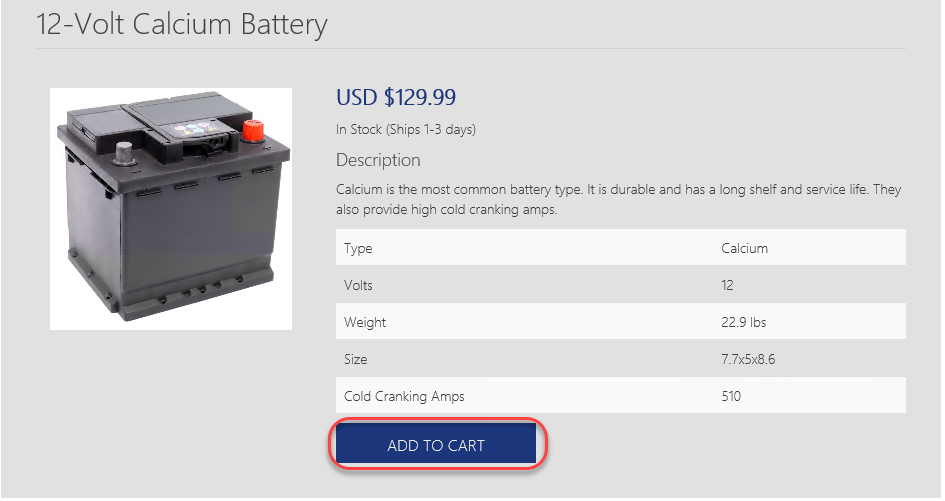 12-Volt Calcium Battery
USD $129.99
In Stock (Ships 1-3 days)
Description
Calcium is the most common battery type. It is durable and has a long shelf and service life. They
also provide high cold cranking amps.
Type Calcium
Volts 12
Weight 22.9 lbs
Size 7.7x5x8.6
Cold Cranking Amps 510
ADD TO CART